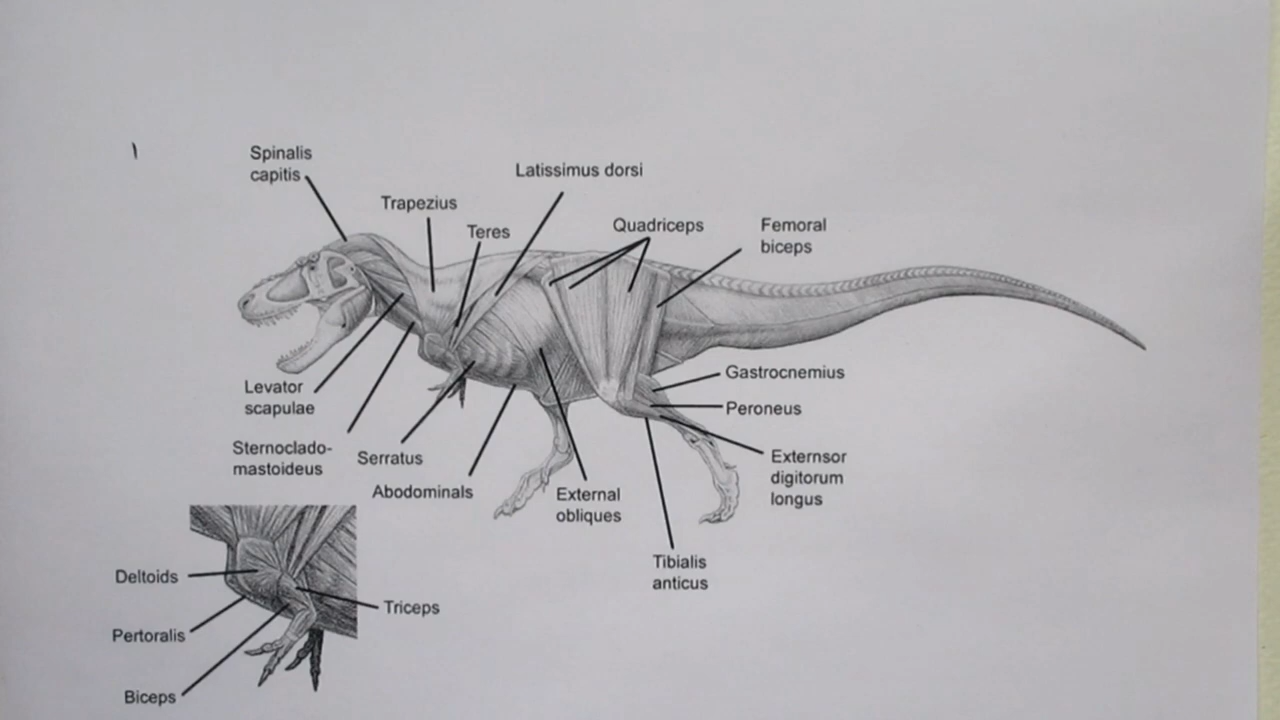 Spinalis
capitis
Latissimus dorsi
Trapezius
Teres
Quadriceps
Femoral
biceps
Levator
scapulae
Gastrocnemius
Peroneus
Sternoclado-
mastoideus
Serratus
Abodominals
External
obliques
Externsor
digitorum
longus
Tibialis
anticus
Deltoids
Triceps
Pertoralis
Biceps